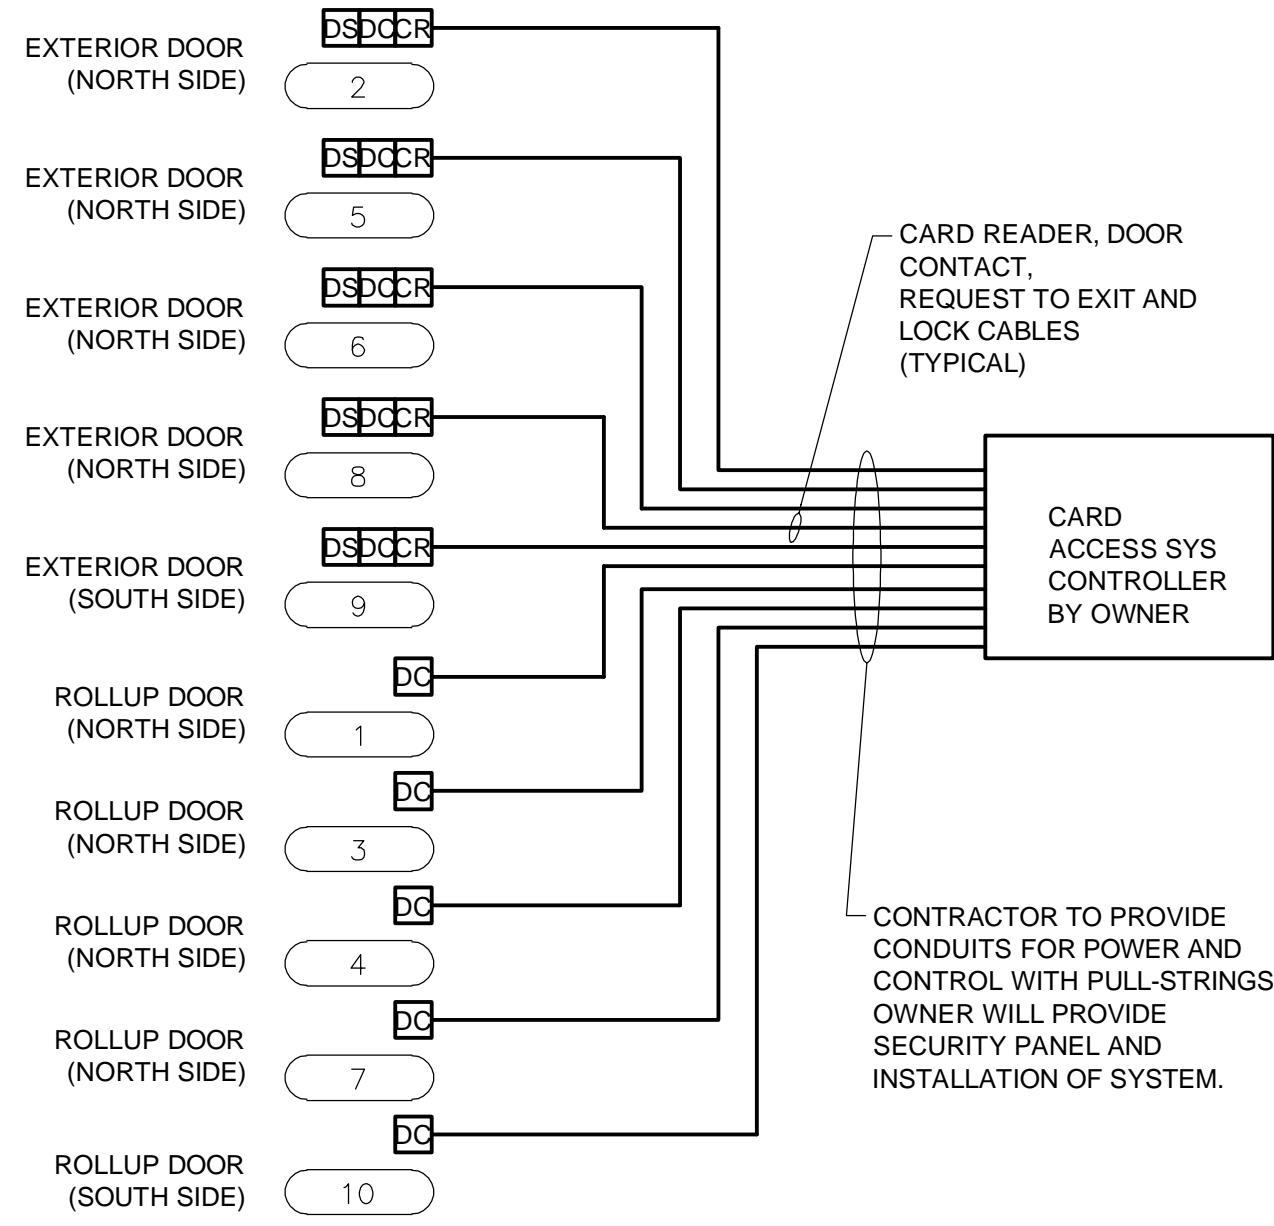 DS DC CR
EXTERIOR DOOR
(NORTH SIDE)
2
DS DC CR
EXTERIOR DOOR
(NORTH SIDE)
5
DS DC CR
EXTERIOR DOOR
(NORTH SIDE)
6
DS DC CR
EXTERIOR DOOR
(NORTH SIDE)
8
DS DC CR
EXTERIOR DOOR
(SOUTH SIDE)
9
DC
ROLLUP DOOR
(NORTH SIDE)
1
DC
ROLLUP DOOR
(NORTH SIDE)
3
DC
ROLLUP DOOR
(NORTH SIDE)
4
DC
ROLLUP DOOR
(NORTH SIDE)
7
DC
ROLLUP DOOR
(SOUTH SIDE)
10
CARD READER, DOOR
CONTACT,
REQUEST TO EXIT AND
LOCK CABLES
(TYPICAL)
CARD
ACCESS SYS
CONTROLLER
BY OWNER
CONTRACTOR TO PROVIDE
CONDUITS FOR POWER AND
CONTROL WITH PULL-STRINGS
OWNER WILL PROVIDE
SECURITY PANEL AND
INSTALLATION OF SYSTEM.